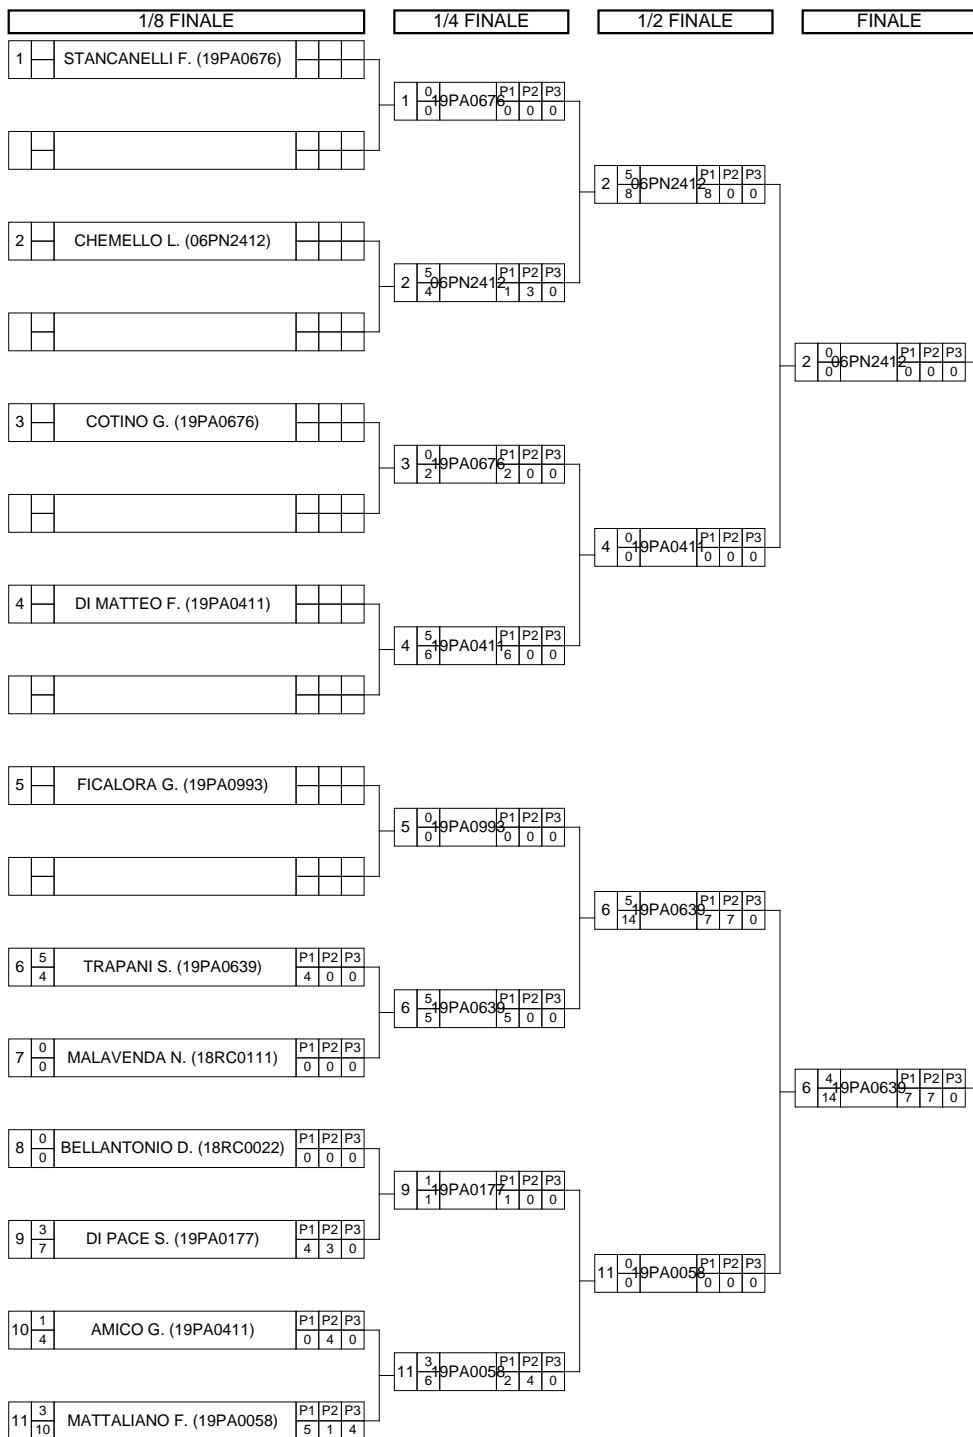 1/8 FINALE 1/4 FINALE 1/2 FINALE FINALE
1 STANCANELLI F. (19PA0676)
1 0 0 19PA0676 P1 P2 P3 0 0 0
2 5 8 06PN2412 P1 P2 P3 8 0 0
2 CHEMELLO L. (06PN2412)
2 5 4 06PN2412 P1 P2 P3 1 3 0
2 0 0 06PN2412 P1 P2 P3 0 0 0
3 COTINO G. (19PA0676)
3 0 2 19PA0676 P1 P2 P3 2 0 0
4 0 0 19PA0411 P1 P2 P3 0 0 0
4 DI MATTEO F. (19PA0411)
4 5 6 19PA0411 P1 P2 P3 6 0 0
5 FICALORA G. (19PA0993)
5 0 0 19PA0993 P1 P2 P3 0 0 0
6 5 14 19PA0639 P1 P2 P3 7 7 0
6 5 4 TRAPANI S. (19PA0639) P1 P2 P3 4 0 0
6 5 5 19PA0639 P1 P2 P3 5 0 0
7 0 0 MALAVENDA N. (18RC0111) P1 P2 P3 0 0 0
6 4 14 19PA0639 P1 P2 P3 7 7 0
8 0 0 BELLANTONIO D. (18RC0022) P1 P2 P3 0 0 0
9 1 1 19PA0177 P1 P2 P3 1 0 0
9 3 7 DI PACE S. (19PA0177) P1 P2 P3 4 3 0
11 0 0 19PA0058 P1 P2 P3 0 0 0
10 1 4 AMICO G. (19PA0411) P1 P2 P3 0 4 0
11 3 6 19PA0058 P1 P2 P3 2 4 0
11 3 10 MATTALIANO F. (19PA0058) P1 P2 P3 5 1 4